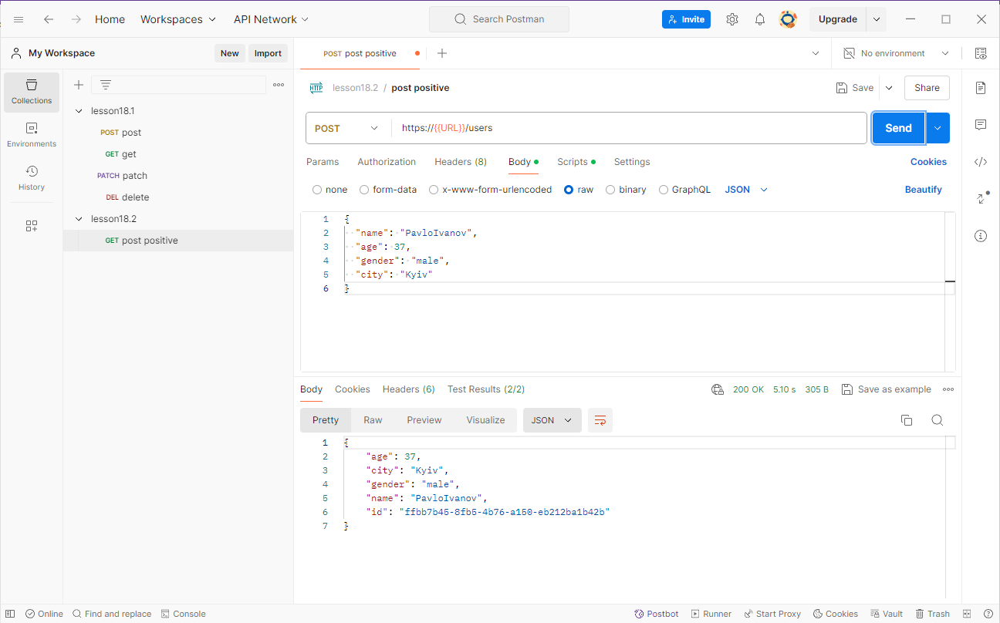 Home Workspaces API Network Search Postman Invite Upgrade
My Workspace New Import POST post positive No environment
Collections
Environments
History
lesson18.1
POST post
GET get
PATCH patch
DEL delete
lesson18.2
GET post positive
HTTP lesson18.2 / post positive Save Share
POST https://{{URL}}/users Send
Params Authorization Headers (8) Body Scripts Settings Cookies
none form-data x-www-form-urlencoded raw binary GraphQL JSON Beautify
1 {
2 "name": "PavloIvanov",
3 "age": 37,
4 "gender": "male",
5 "city": "Kyiv"
6 }
Body Cookies Headers (6) Test Results (2/2) 200 OK 5.10 s 305 B Save as example
Pretty Raw Preview Visualize JSON
1 {
2 "age": 37,
3 "city": "Kyiv",
4 "gender": "male",
5 "name": "PavloIvanov",
6 "id": "ffbb7b45-8fb5-4b76-a150-eb212ba1b42b"
7 }
Online Find and replace Console Postbot Runner Start Proxy Cookies Vault Trash